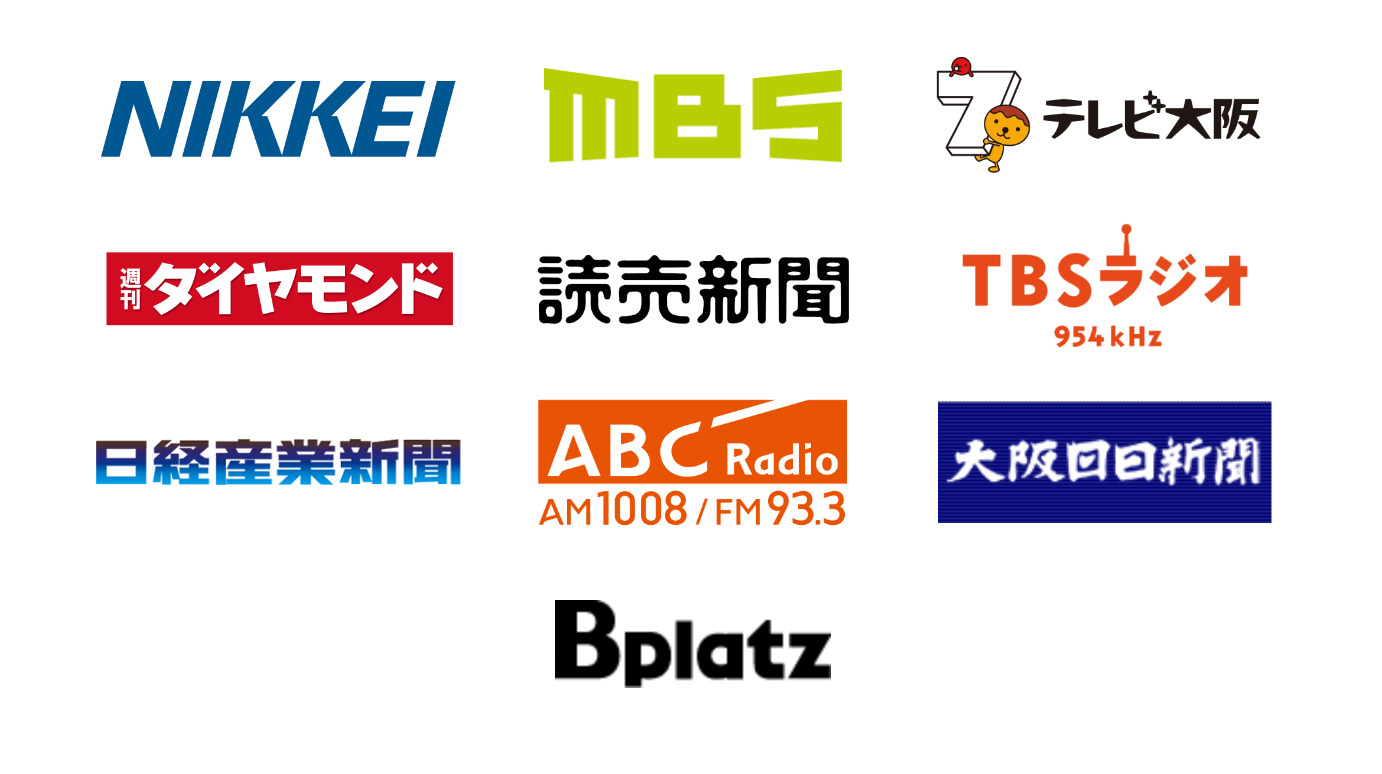 NIKKEI
MBS
7
テレビ大阪
週刊
ダイヤモンド
読売新聞
TBSラジオ
954kHz
日経産業新聞
ABC Radio
AM1008 / FM93.3
大阪日日新聞
Bplatz